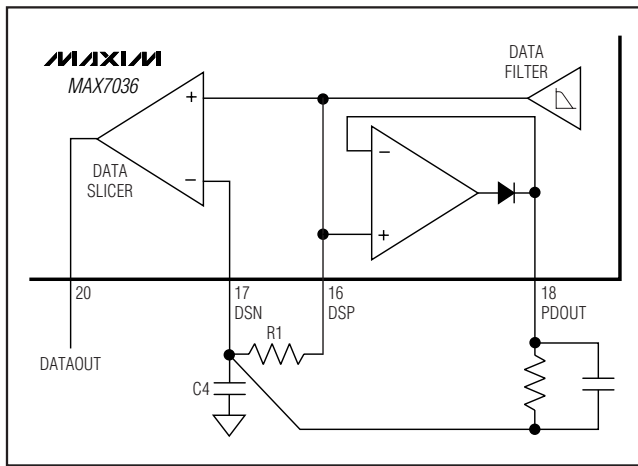 MAXIM
MAX7036
DATA
FILTER
+
−
DATA
SLICER
−
+
20
17
DSN
16
DSP
18
PDOUT
R1
DATAOUT
C4